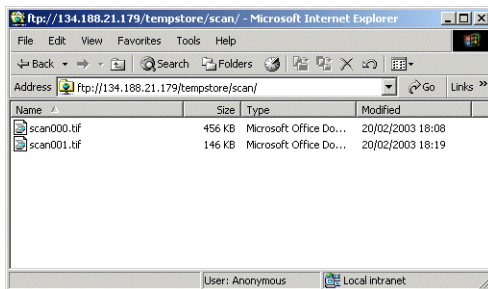 ftp://134.188.21.179/tempstore/scan/ - Microsoft Internet Explorer
File Edit View Favorites Tools Help
Back Search Folders
Address ftp://134.188.21.179/tempstore/scan/ Go Links »
Name Size Type Modified
scan000.tif 456 KB Microsoft Office Do... 20/02/2003 18:08
scan001.tif 146 KB Microsoft Office Do... 20/02/2003 18:19
User: Anonymous Local intranet